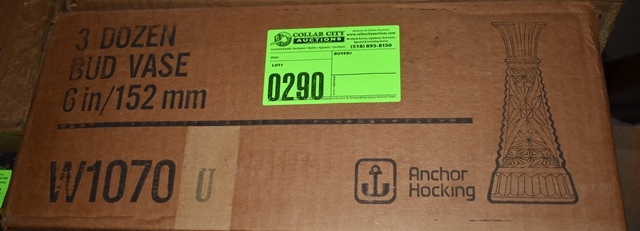 3 DOZEN
BUD VASE
6 in/152 mm
COLLAR CITY
AUCTIONS
(518) 895-8150
Date:
LOT#
BUYER#
0290
W1070 U
Anchor
Hocking